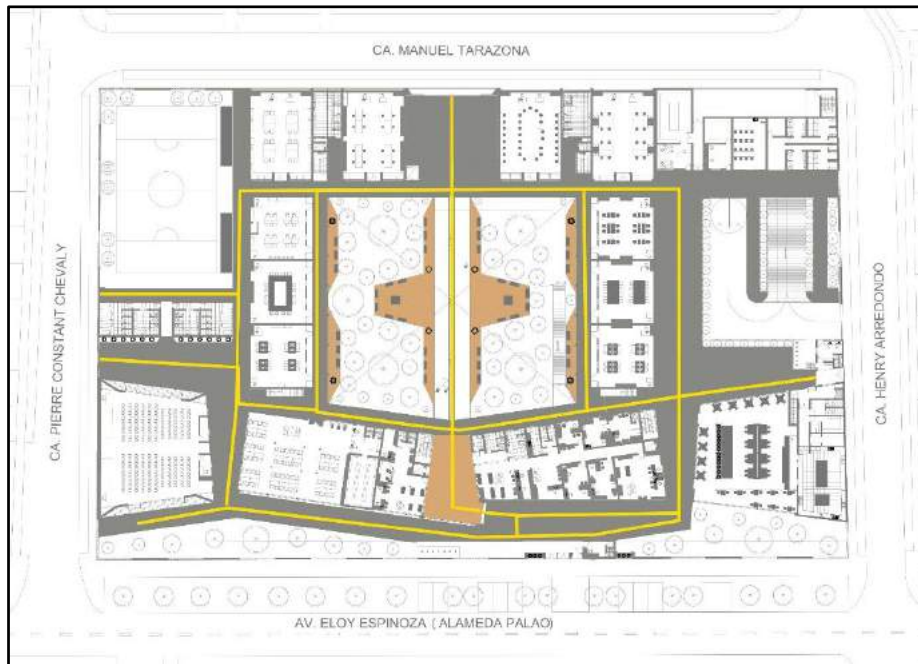 CA. MANUEL TARAZONA
CA. PIERRE CONSTANT CHEVALY
CA. HENRY ARREDONDO
AV. ELOY ESPINOZA ( ALAMEDA PALAO)